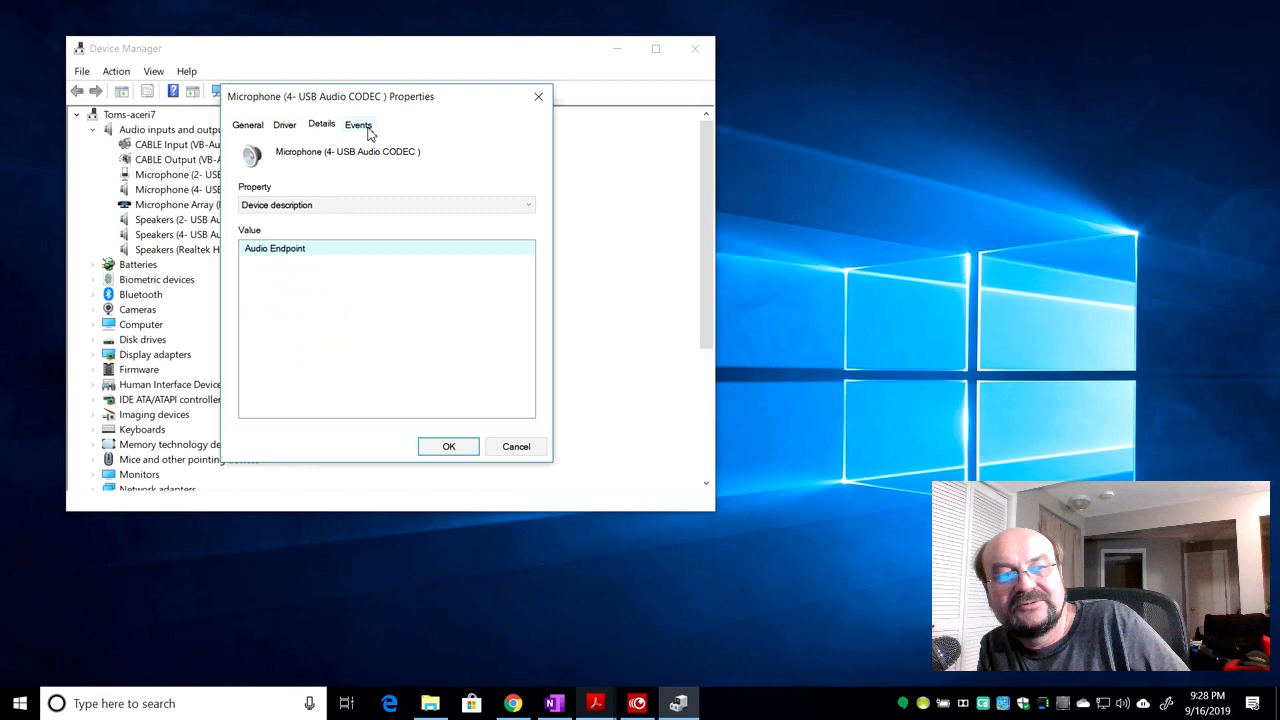 Device Manager
File Action View Help
Microphone (4- USB Audio CODEC ) Properties
General Driver Details Events
Microphone (4- USB Audio CODEC )
Property
Device description
Value
Audio Endpoint
OK Cancel
Toms-aceri7
Audio inputs and outpu
CABLE Input (VB-Au
CABLE Output (VB-A
Microphone (2- USB
Microphone (4- USB
Microphone Array (
Speakers (2- USB Au
Speakers (4- USB Au
Speakers (Realtek H
Batteries
Biometric devices
Bluetooth
Cameras
Computer
Disk drives
Display adapters
Firmware
Human Interface Device
IDE ATA/ATAPI controller
Imaging devices
Keyboards
Memory technology de
Mice and other pointing devices
Monitors
Network adapters
Type here to search
9:28 PM
9/16/2019